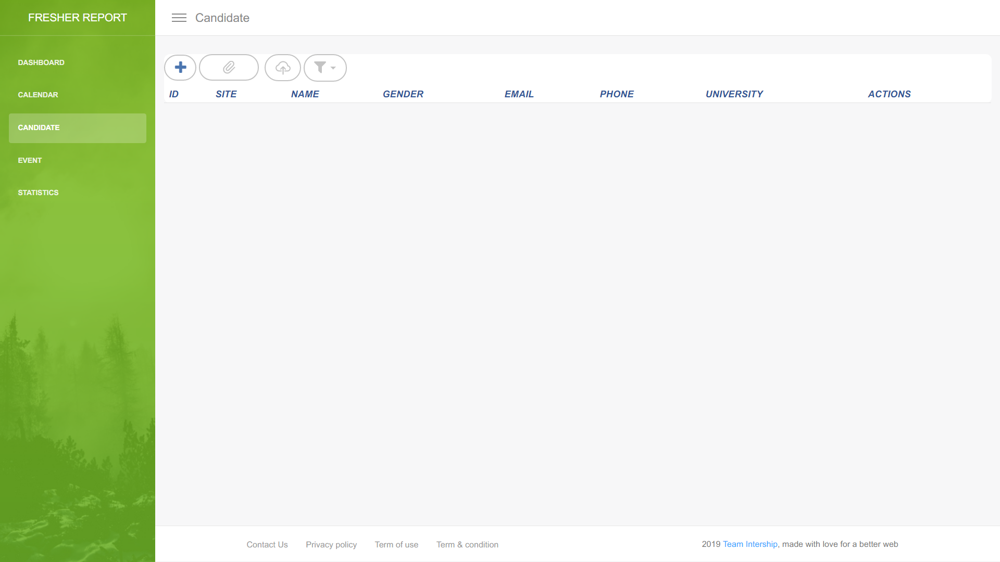 FRESHER REPORT
Candidate
DASHBOARD
CALENDAR
CANDIDATE
EVENT
STATISTICS
ID SITE NAME GENDER EMAIL PHONE UNIVERSITY ACTIONS
Contact Us Privacy policy Term of use Term & condition
2019 Team Intership, made with love for a better web